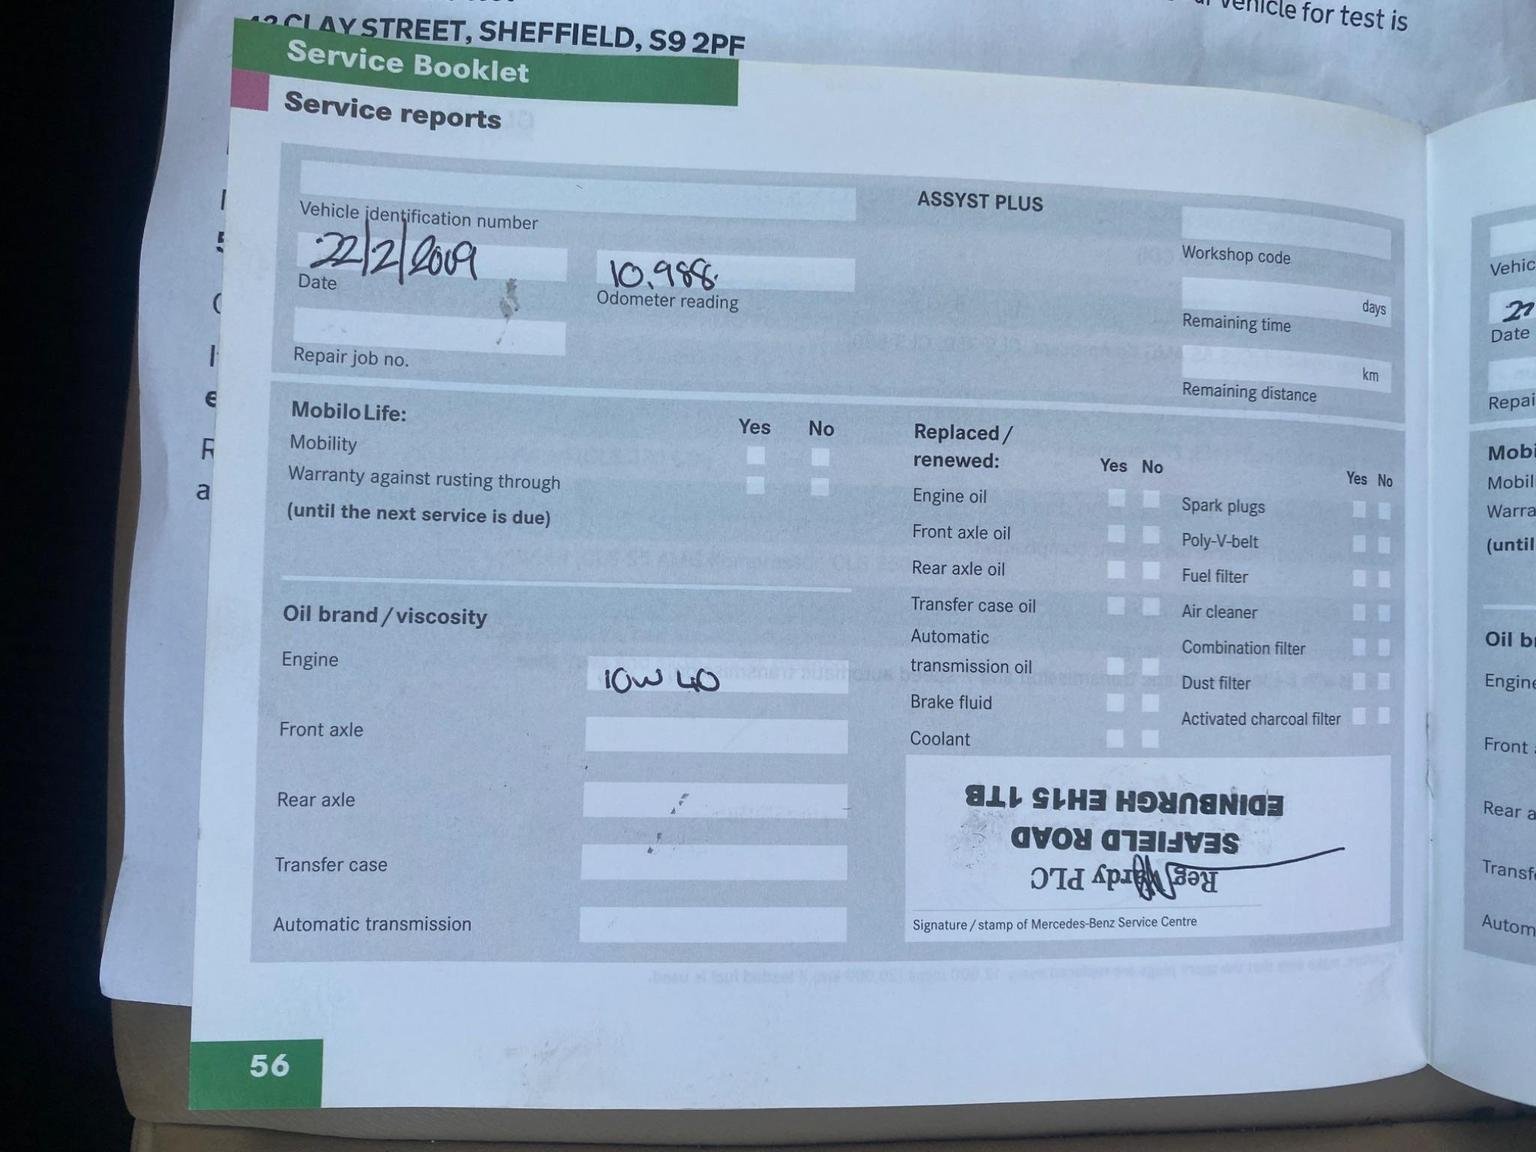 vehicle for test is
CLAY STREET, SHEFFIELD, S9 2PF
Service Booklet
Service reports
Vehicle identification number
22/2/2009
Date
10.988.
Odometer reading
Repair job no.
ASSYST PLUS
Workshop code
days
Remaining time
km
Remaining distance
MobiloLife:
Yes No
Mobility
Warranty against rusting through
(until the next service is due)
Oil brand / viscosity
Engine
10W 40
Front axle
Rear axle
Transfer case
Automatic transmission
Replaced /
renewed:
Yes No
Engine oil
Front axle oil
Rear axle oil
Transfer case oil
Automatic
transmission oil
Brake fluid
Coolant
Yes No
Spark plugs
Poly-V-belt
Fuel filter
Air cleaner
Combination filter
Dust filter
Activated charcoal filter
Reg Vardy PLC
SEAFIELD ROAD
EDINBURGH EH15 1TB
Signature / stamp of Mercedes-Benz Service Centre
56
Vehic
Date
Repai
Mobi
Mobil
Warra
(until
Oil b
Engine
Front
Rear a
Transf
Autom